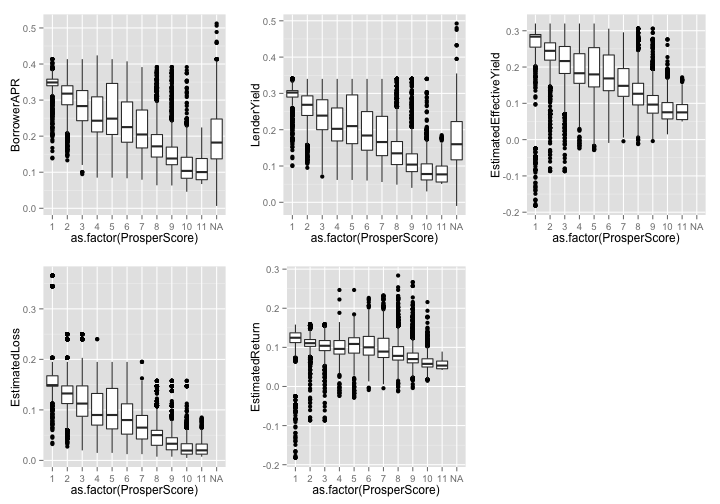 0.5
0.4
0.3
0.2
0.1
0.0
BorrowerAPR
1 2 3 4 5 6 7 8 9 10 11 NA
as.factor(ProsperScore)
0.5
0.4
0.3
0.2
0.1
0.0
LenderYield
1 2 3 4 5 6 7 8 9 10 11 NA
as.factor(ProsperScore)
0.3
0.2
0.1
0.0
-0.1
-0.2
EstimatedEffectiveYield
1 2 3 4 5 6 7 8 9 10 11 NA
as.factor(ProsperScore)
0.3
0.2
0.1
0.0
EstimatedLoss
1 2 3 4 5 6 7 8 9 10 11 NA
as.factor(ProsperScore)
0.3
0.2
0.1
0.0
-0.1
-0.2
EstimatedReturn
1 2 3 4 5 6 7 8 9 10 11 NA
as.factor(ProsperScore)